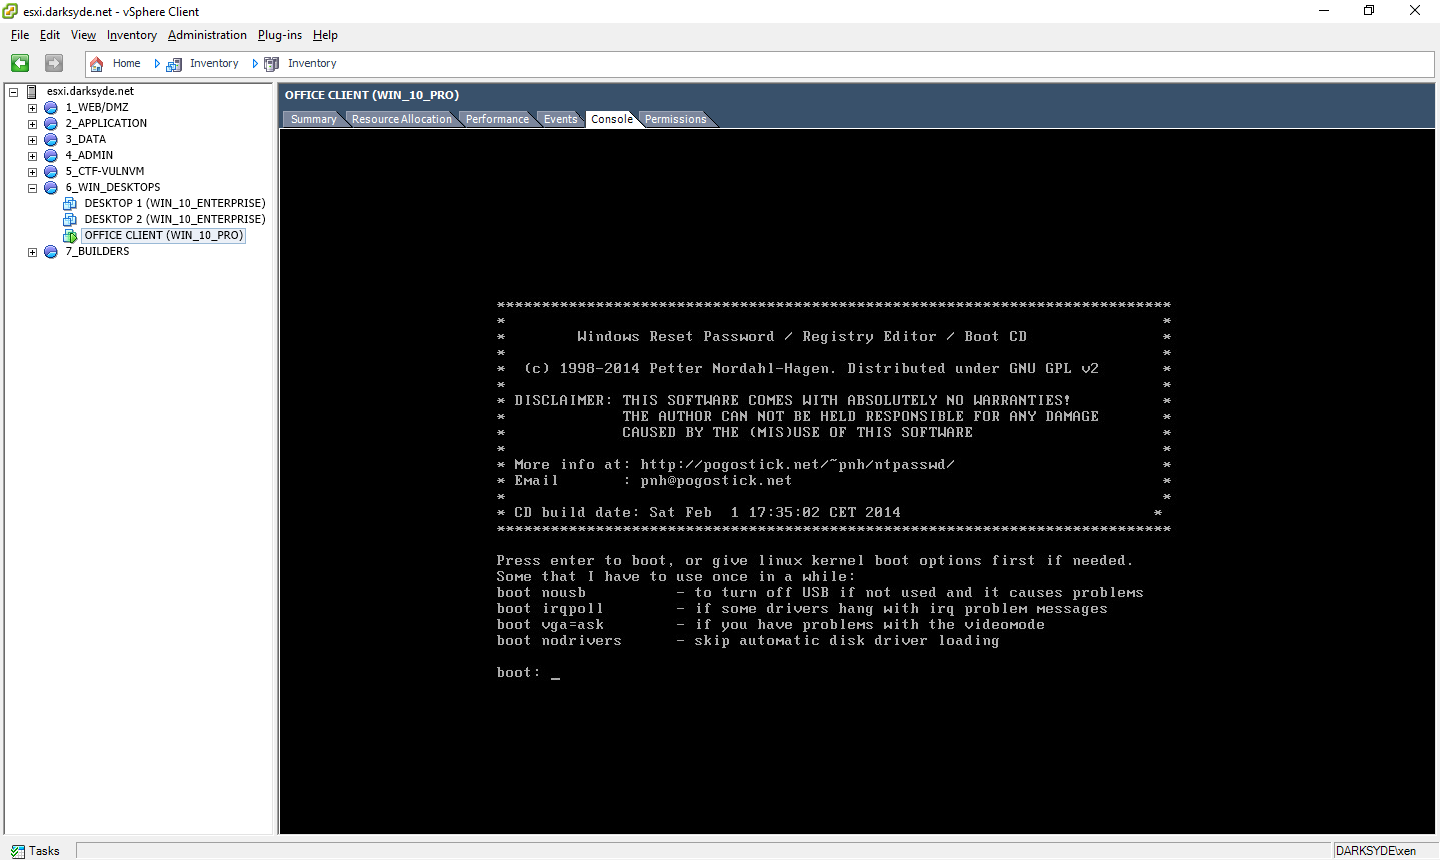 esxi.darksyde.net - vSphere Client
File Edit View Inventory Administration Plug-ins Help
Home Inventory Inventory
esxi.darksyde.net
1_WEB/DMZ
2_APPLICATION
3_DATA
4_ADMIN
5_CTF-VULNVM
6_WIN_DESKTOPS
DESKTOP 1 (WIN_10_ENTERPRISE)
DESKTOP 2 (WIN_10_ENTERPRISE)
OFFICE CLIENT (WIN_10_PRO)
7_BUILDERS
OFFICE CLIENT (WIN_10_PRO)
Summary Resource Allocation Performance Events Console Permissions
***************************************************************************
* *
* Windows Reset Password / Registry Editor / Boot CD *
* *
* (c) 1998-2014 Petter Nordahl-Hagen. Distributed under GNU GPL v2 *
* *
* DISCLAIMER: THIS SOFTWARE COMES WITH ABSOLUTELY NO WARRANTIES! *
* THE AUTHOR CAN NOT BE HELD RESPONSIBLE FOR ANY DAMAGE *
* CAUSED BY THE (MIS)USE OF THIS SOFTWARE *
* *
* More info at: http://pogostick.net/~pnh/ntpasswd/ *
* Email : pnh@pogostick.net *
* *
* CD build date: Sat Feb 1 17:35:02 CET 2014 *
***************************************************************************
Press enter to boot, or give linux kernel boot options first if needed.
Some that I have to use once in a while:
boot nousb - to turn off USB if not used and it causes problems
boot irqpoll - if some drivers hang with irq problem messages
boot vga=ask - if you have problems with the videomode
boot nodrivers - skip automatic disk driver loading
boot: _
Tasks
DARKSYDE\xen